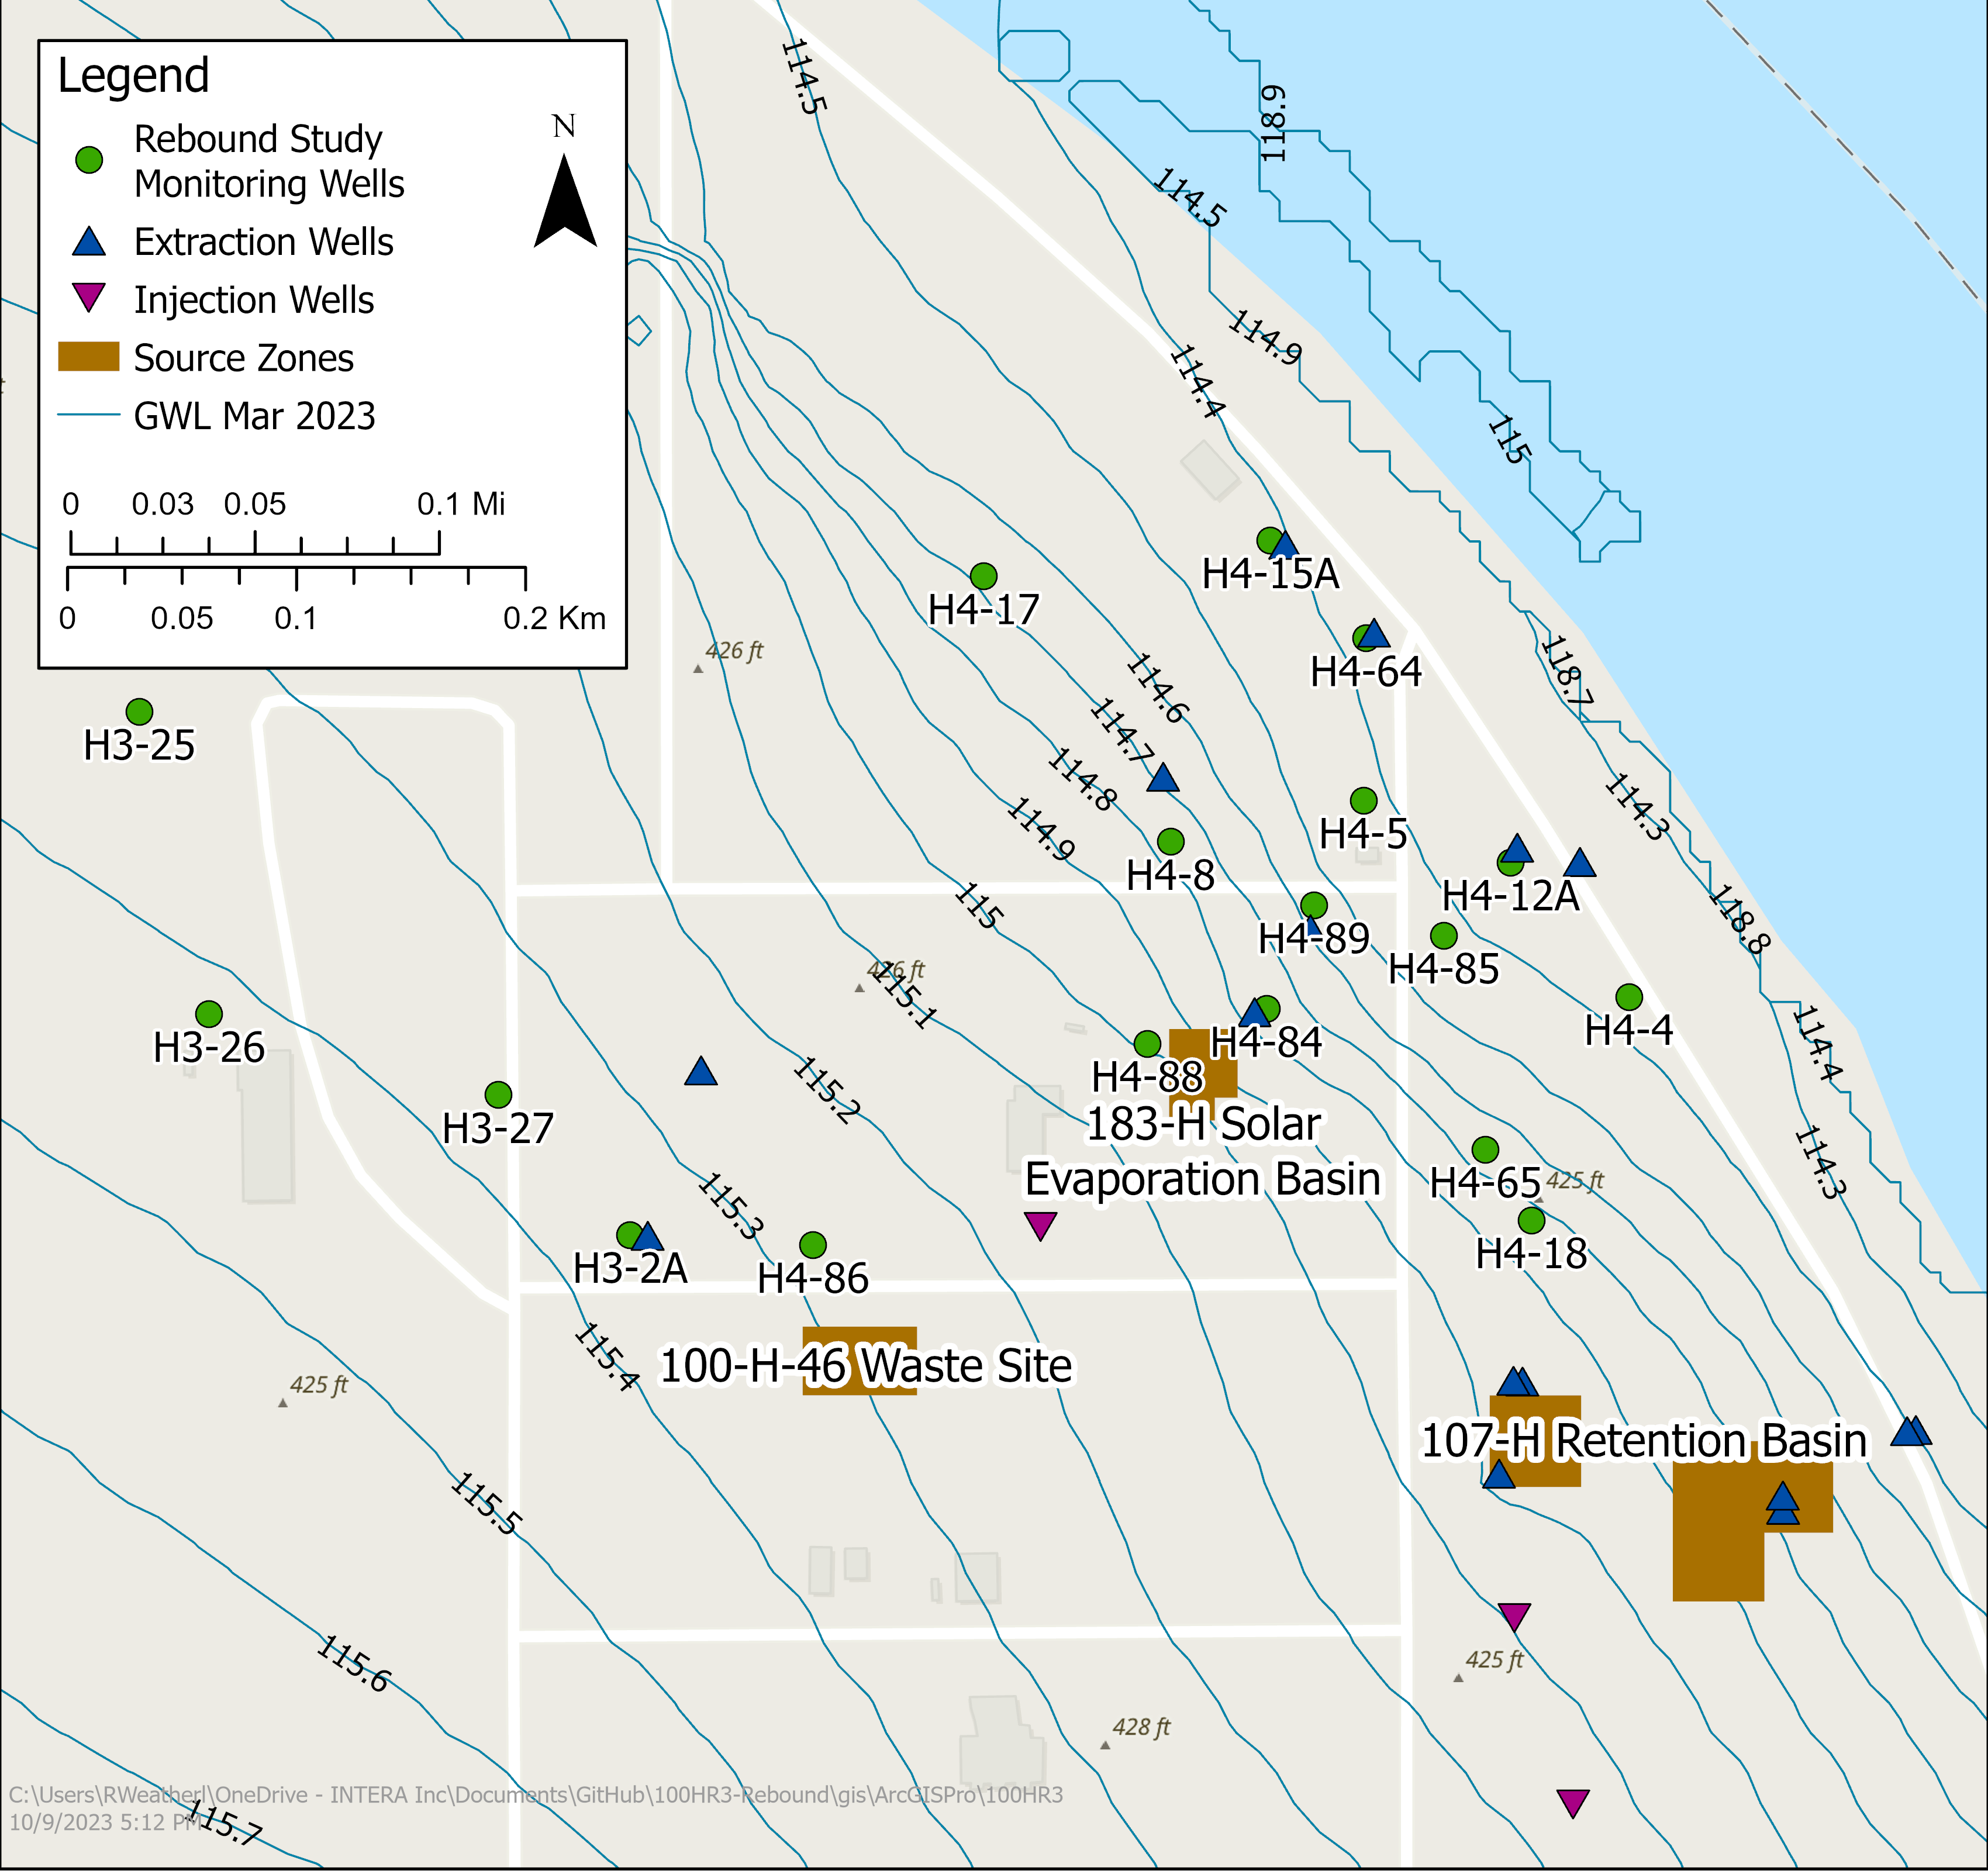 Legend
N
Rebound Study
Monitoring Wells
Extraction Wells
Injection Wells
Source Zones
GWL Mar 2023
0 0.03 0.05 0.1 Mi
0 0.05 0.1 0.2 Km
114.5
118.9
114.5
114.9
114.4
115
H4-15A
H4-17
H4-64
426 ft
114.6
118.7
H3-25
114.7
114.8
114.3
114.9
H4-5
H4-8
H4-12A
115
118.8
H4-89
H4-85
426 ft
115.1
H4-4
H3-26
H4-84
114.4
H4-88
115.2
H3-27
183-H Solar
Evaporation Basin
114.3
115.3
H4-65
425 ft
H4-18
H3-2A
H4-86
115.4
100-H-46 Waste Site
425 ft
107-H Retention Basin
115.5
115.6
425 ft
428 ft
C:\Users\RWeatherl\OneDrive - INTERA Inc\Documents\GitHub\100HR3-Rebound\gis\ArcGISPro\100HR3
10/9/2023 5:12 PM
115.7